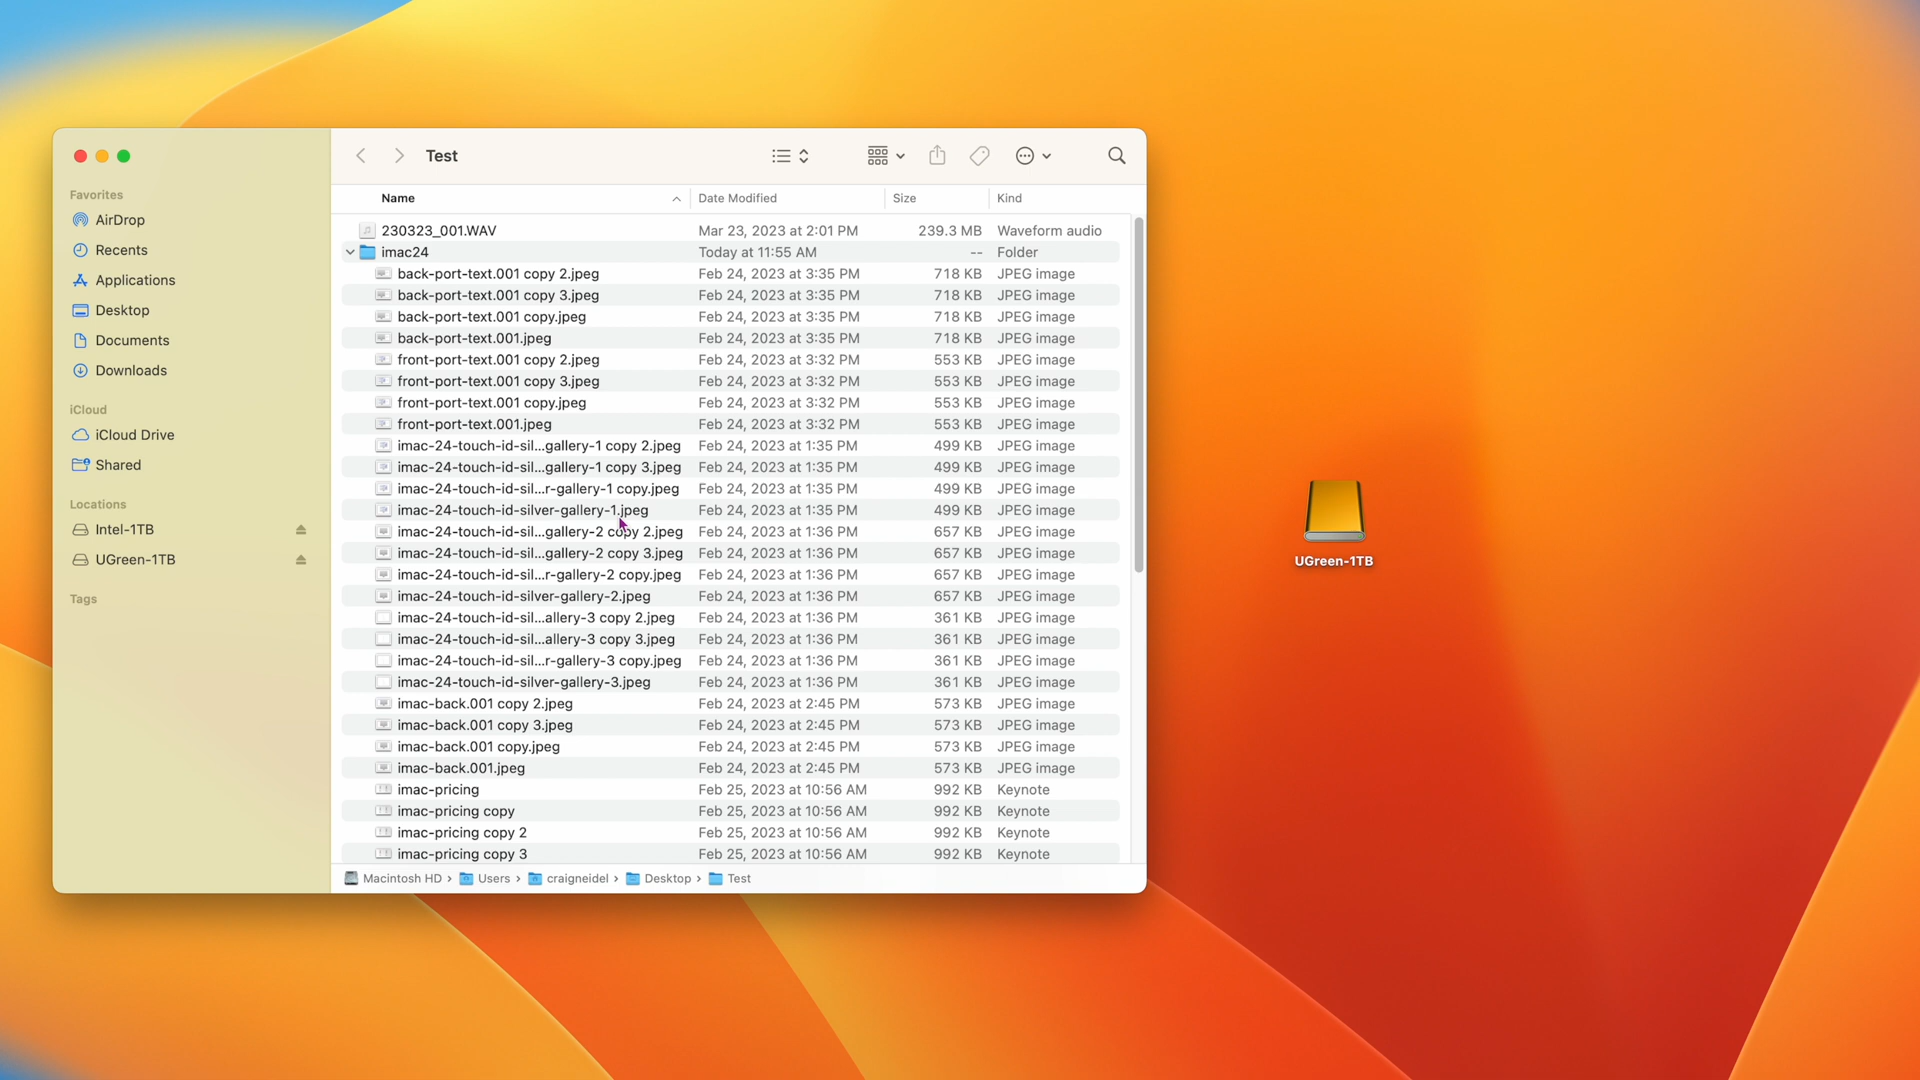 Test
Favorites
AirDrop
Recents
Applications
Desktop
Documents
Downloads
iCloud
iCloud Drive
Shared
Locations
Intel-1TB
UGreen-1TB
Tags
Name Date Modified Size Kind
230323_001.WAV Mar 23, 2023 at 2:01 PM 239.3 MB Waveform audio
imac24 Today at 11:55 AM -- Folder
back-port-text.001 copy 2.jpeg Feb 24, 2023 at 3:35 PM 718 KB JPEG image
back-port-text.001 copy 3.jpeg Feb 24, 2023 at 3:35 PM 718 KB JPEG image
back-port-text.001 copy.jpeg Feb 24, 2023 at 3:35 PM 718 KB JPEG image
back-port-text.001.jpeg Feb 24, 2023 at 3:35 PM 718 KB JPEG image
front-port-text.001 copy 2.jpeg Feb 24, 2023 at 3:32 PM 553 KB JPEG image
front-port-text.001 copy 3.jpeg Feb 24, 2023 at 3:32 PM 553 KB JPEG image
front-port-text.001 copy.jpeg Feb 24, 2023 at 3:32 PM 553 KB JPEG image
front-port-text.001.jpeg Feb 24, 2023 at 3:32 PM 553 KB JPEG image
imac-24-touch-id-sil...gallery-1 copy 2.jpeg Feb 24, 2023 at 1:35 PM 499 KB JPEG image
imac-24-touch-id-sil...gallery-1 copy 3.jpeg Feb 24, 2023 at 1:35 PM 499 KB JPEG image
imac-24-touch-id-sil...r-gallery-1 copy.jpeg Feb 24, 2023 at 1:35 PM 499 KB JPEG image
imac-24-touch-id-silver-gallery-1.jpeg Feb 24, 2023 at 1:35 PM 499 KB JPEG image
imac-24-touch-id-sil...gallery-2 copy 2.jpeg Feb 24, 2023 at 1:36 PM 657 KB JPEG image
imac-24-touch-id-sil...gallery-2 copy 3.jpeg Feb 24, 2023 at 1:36 PM 657 KB JPEG image
imac-24-touch-id-sil...r-gallery-2 copy.jpeg Feb 24, 2023 at 1:36 PM 657 KB JPEG image
imac-24-touch-id-silver-gallery-2.jpeg Feb 24, 2023 at 1:36 PM 657 KB JPEG image
imac-24-touch-id-sil...allery-3 copy 2.jpeg Feb 24, 2023 at 1:36 PM 361 KB JPEG image
imac-24-touch-id-sil...allery-3 copy 3.jpeg Feb 24, 2023 at 1:36 PM 361 KB JPEG image
imac-24-touch-id-sil...r-gallery-3 copy.jpeg Feb 24, 2023 at 1:36 PM 361 KB JPEG image
imac-24-touch-id-silver-gallery-3.jpeg Feb 24, 2023 at 1:36 PM 361 KB JPEG image
imac-back.001 copy 2.jpeg Feb 24, 2023 at 2:45 PM 573 KB JPEG image
imac-back.001 copy 3.jpeg Feb 24, 2023 at 2:45 PM 573 KB JPEG image
imac-back.001 copy.jpeg Feb 24, 2023 at 2:45 PM 573 KB JPEG image
imac-back.001.jpeg Feb 24, 2023 at 2:45 PM 573 KB JPEG image
imac-pricing Feb 25, 2023 at 10:56 AM 992 KB Keynote
imac-pricing copy Feb 25, 2023 at 10:56 AM 992 KB Keynote
imac-pricing copy 2 Feb 25, 2023 at 10:56 AM 992 KB Keynote
imac-pricing copy 3 Feb 25, 2023 at 10:56 AM 992 KB Keynote
Macintosh HD › Users › craigneidel › Desktop › Test
UGreen-1TB